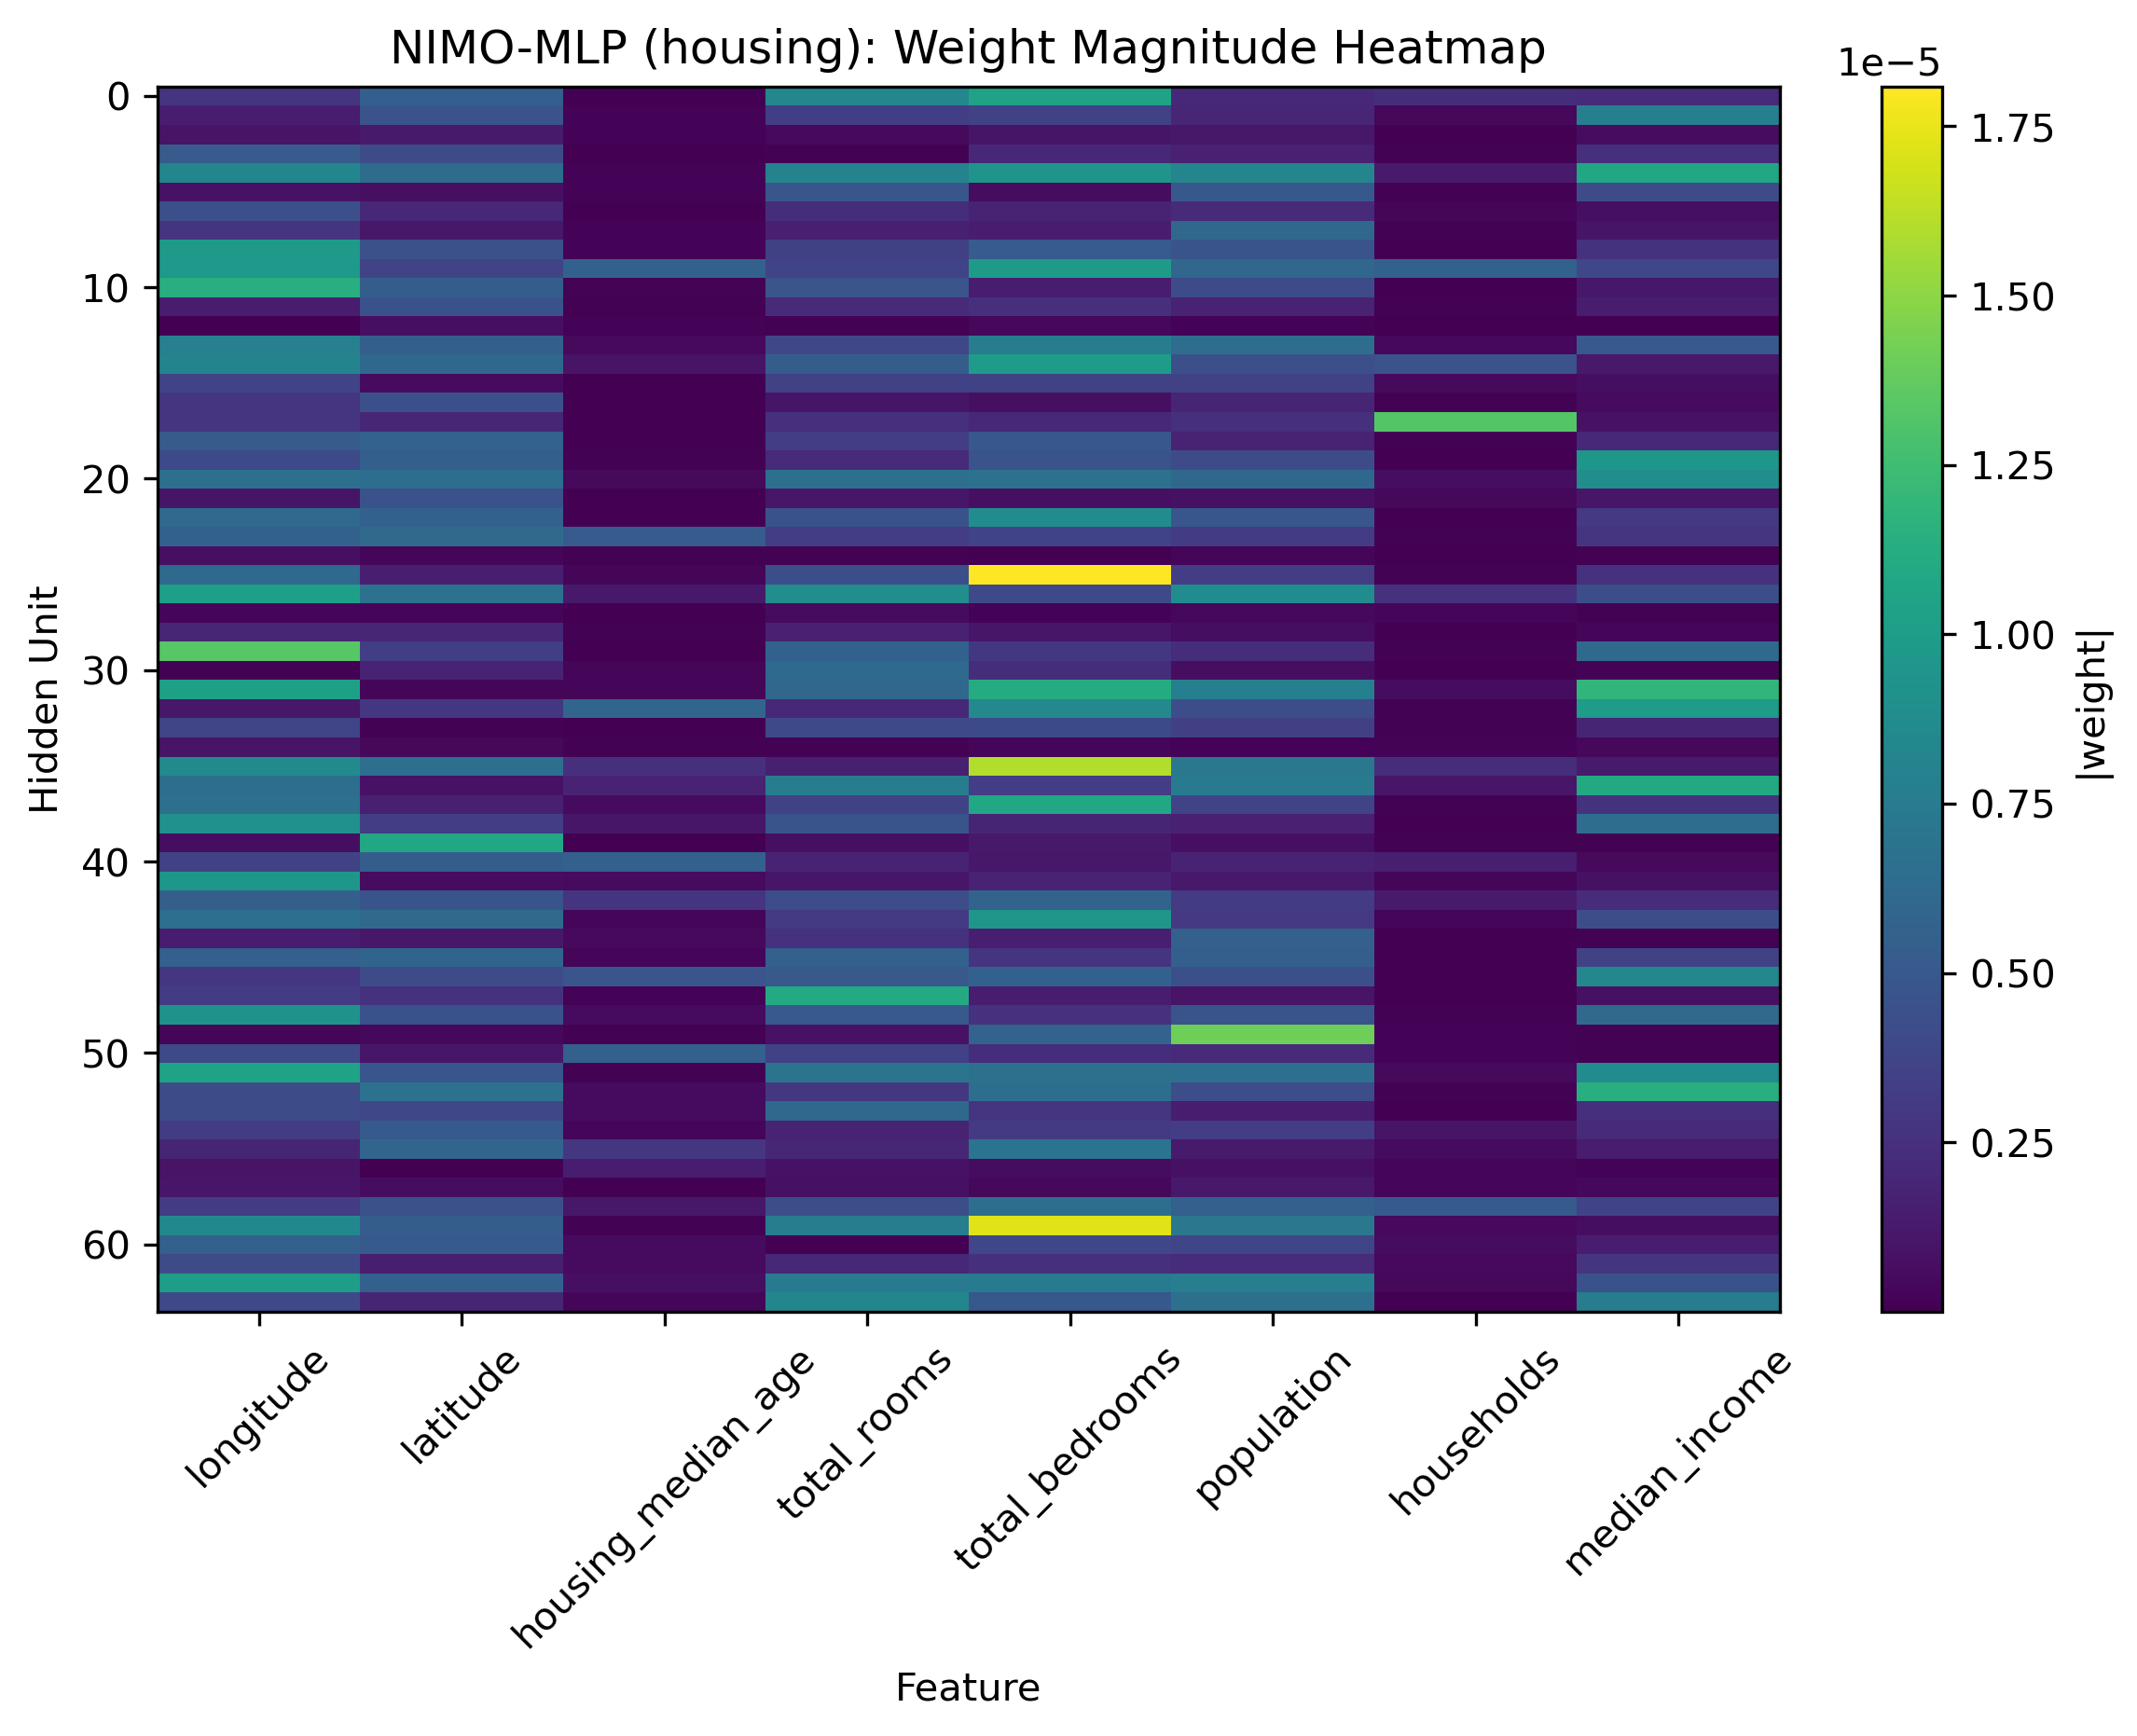 NIMO-MLP (housing): Weight Magnitude Heatmap
1e−5
0
10
20
30
40
50
60
Hidden Unit
1.75
1.50
1.25
1.00
0.75
0.50
0.25
|weight|
longitude
latitude
housing_median_age
total_rooms
total_bedrooms
population
households
median_income
Feature